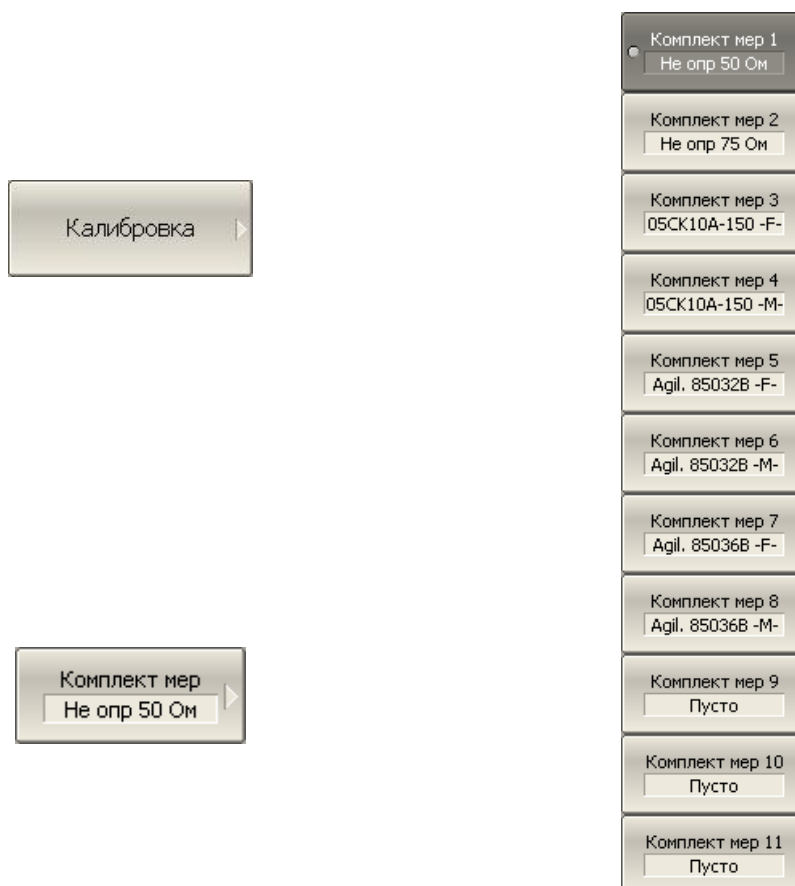 Калибровка
Комплект мер
Не опр 50 Ом
Комплект мер 1
Не опр 50 Ом
Комплект мер 2
Не опр 75 Ом
Комплект мер 3
05CK10A-150 -F-
Комплект мер 4
05CK10A-150 -M-
Комплект мер 5
Agil. 85032B -F-
Комплект мер 6
Agil. 85032B -M-
Комплект мер 7
Agil. 85036B -F-
Комплект мер 8
Agil. 85036B -M-
Комплект мер 9
Пусто
Комплект мер 10
Пусто
Комплект мер 11
Пусто